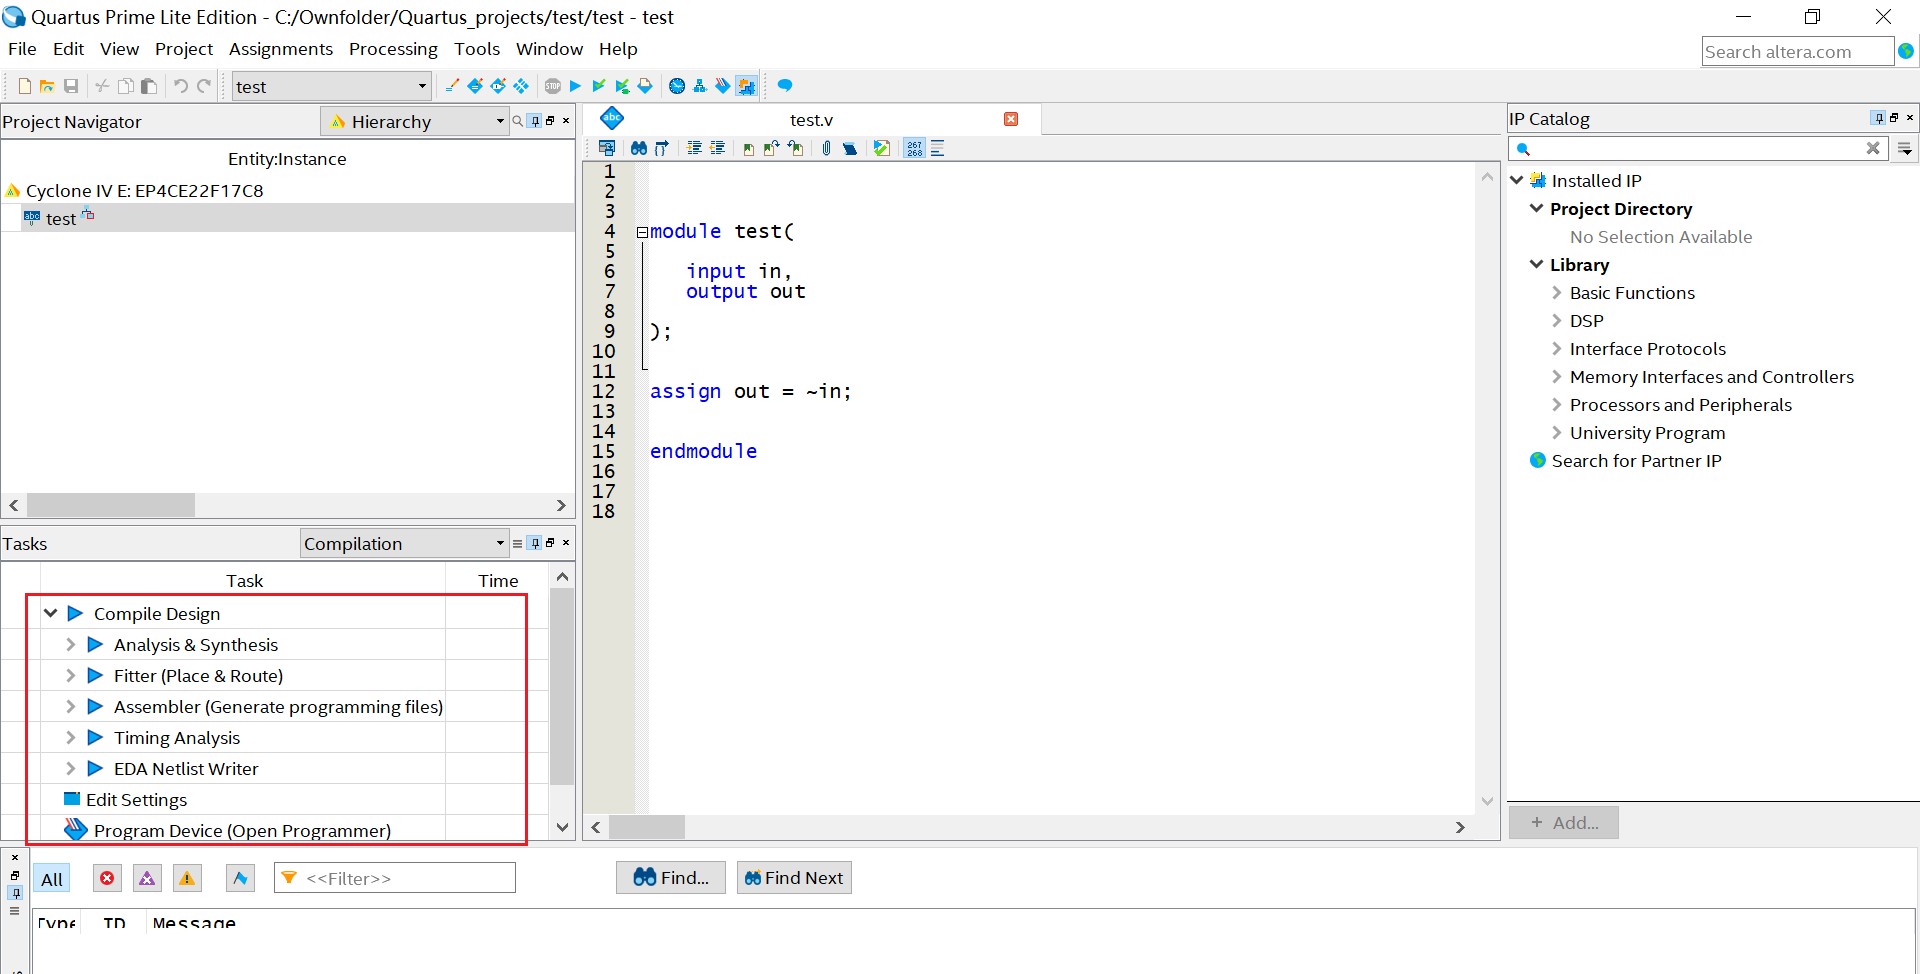 Quartus Prime Lite Edition - C:/Ownfolder/Quartus_projects/test/test - test
File Edit View Project Assignments Processing Tools Window Help
Search altera.com
test
STOP
Project Navigator
Hierarchy
Entity:Instance
Cyclone IV E: EP4CE22F17C8
abc test
Tasks
Compilation
Task Time
Compile Design
Analysis & Synthesis
Fitter (Place & Route)
Assembler (Generate programming files)
Timing Analysis
EDA Netlist Writer
Edit Settings
Program Device (Open Programmer)
abc test.v
267
268
1
2
3
4 module test(
5
6 input in,
7 output out
8
9 );
10
11
12 assign out = ~in;
13
14
15 endmodule
16
17
18
IP Catalog
Installed IP
Project Directory
No Selection Available
Library
Basic Functions
DSP
Interface Protocols
Memory Interfaces and Controllers
Processors and Peripherals
University Program
Search for Partner IP
+ Add...
All
<<Filter>>
Find...
Find Next
Type ID Message